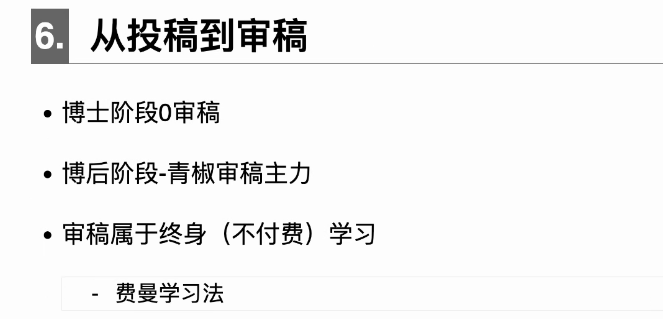 6. 从投稿到审稿
• 博士阶段0审稿
• 博后阶段-青椒审稿主力
• 审稿属于终身（不付费）学习
- 费曼学习法